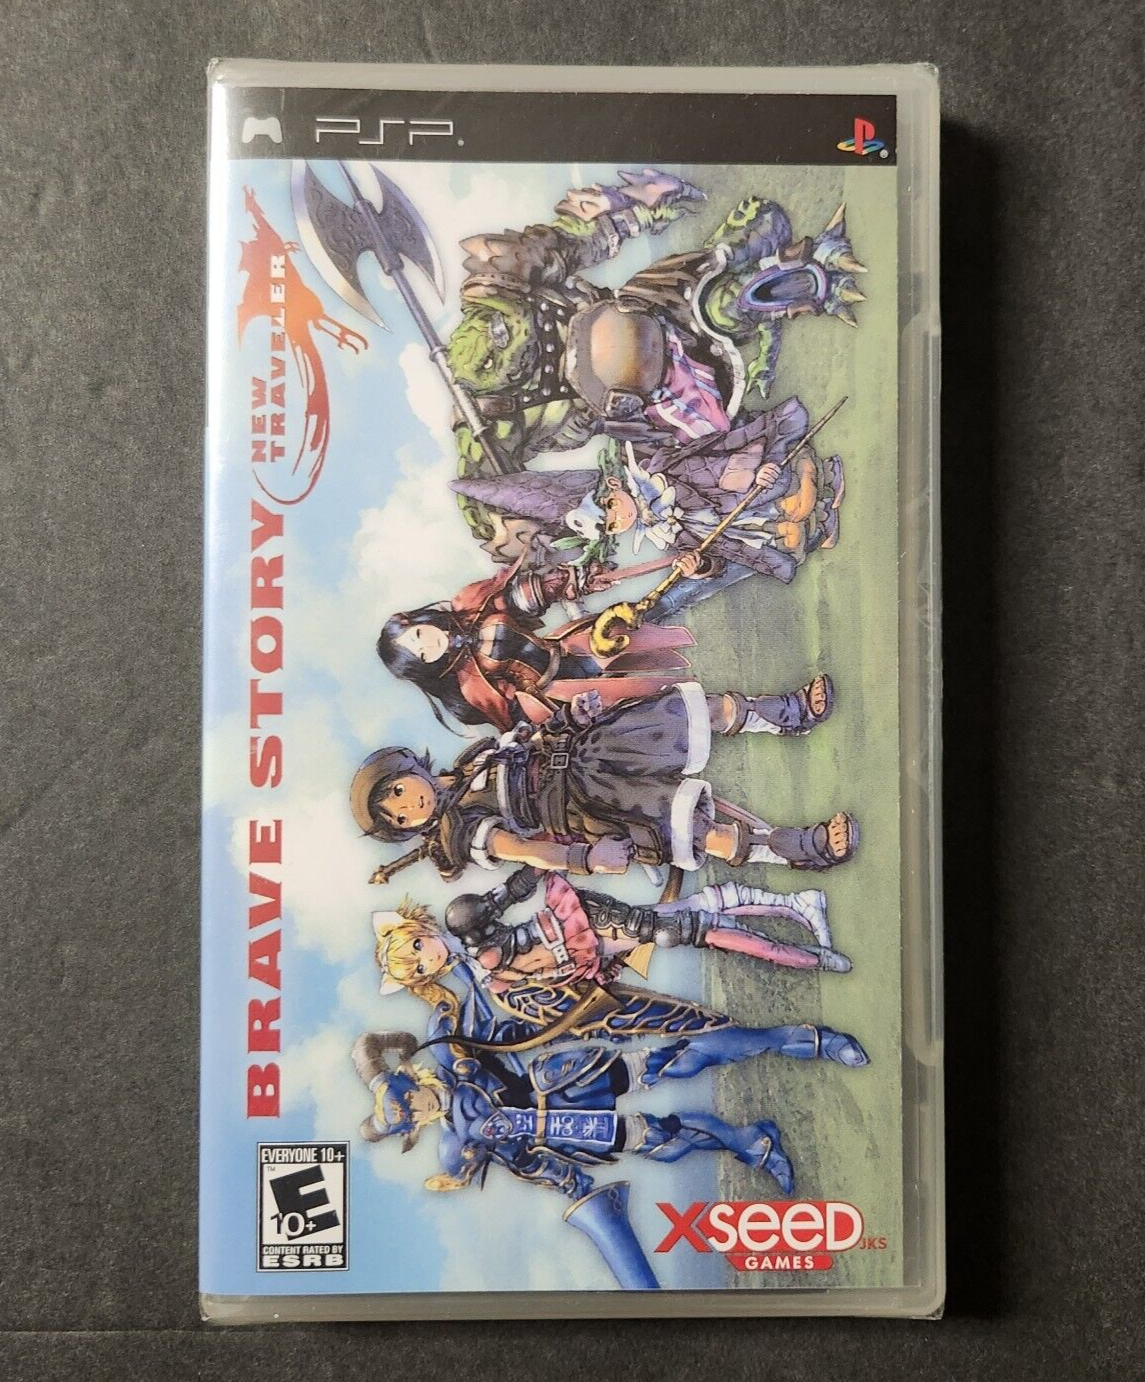 PSP
BRAVE STORY
NEW
TRAVELER
EVERYONE 10+
E
10+
CONTENT RATED BY
ESRB
XSEED
JKS
GAMES